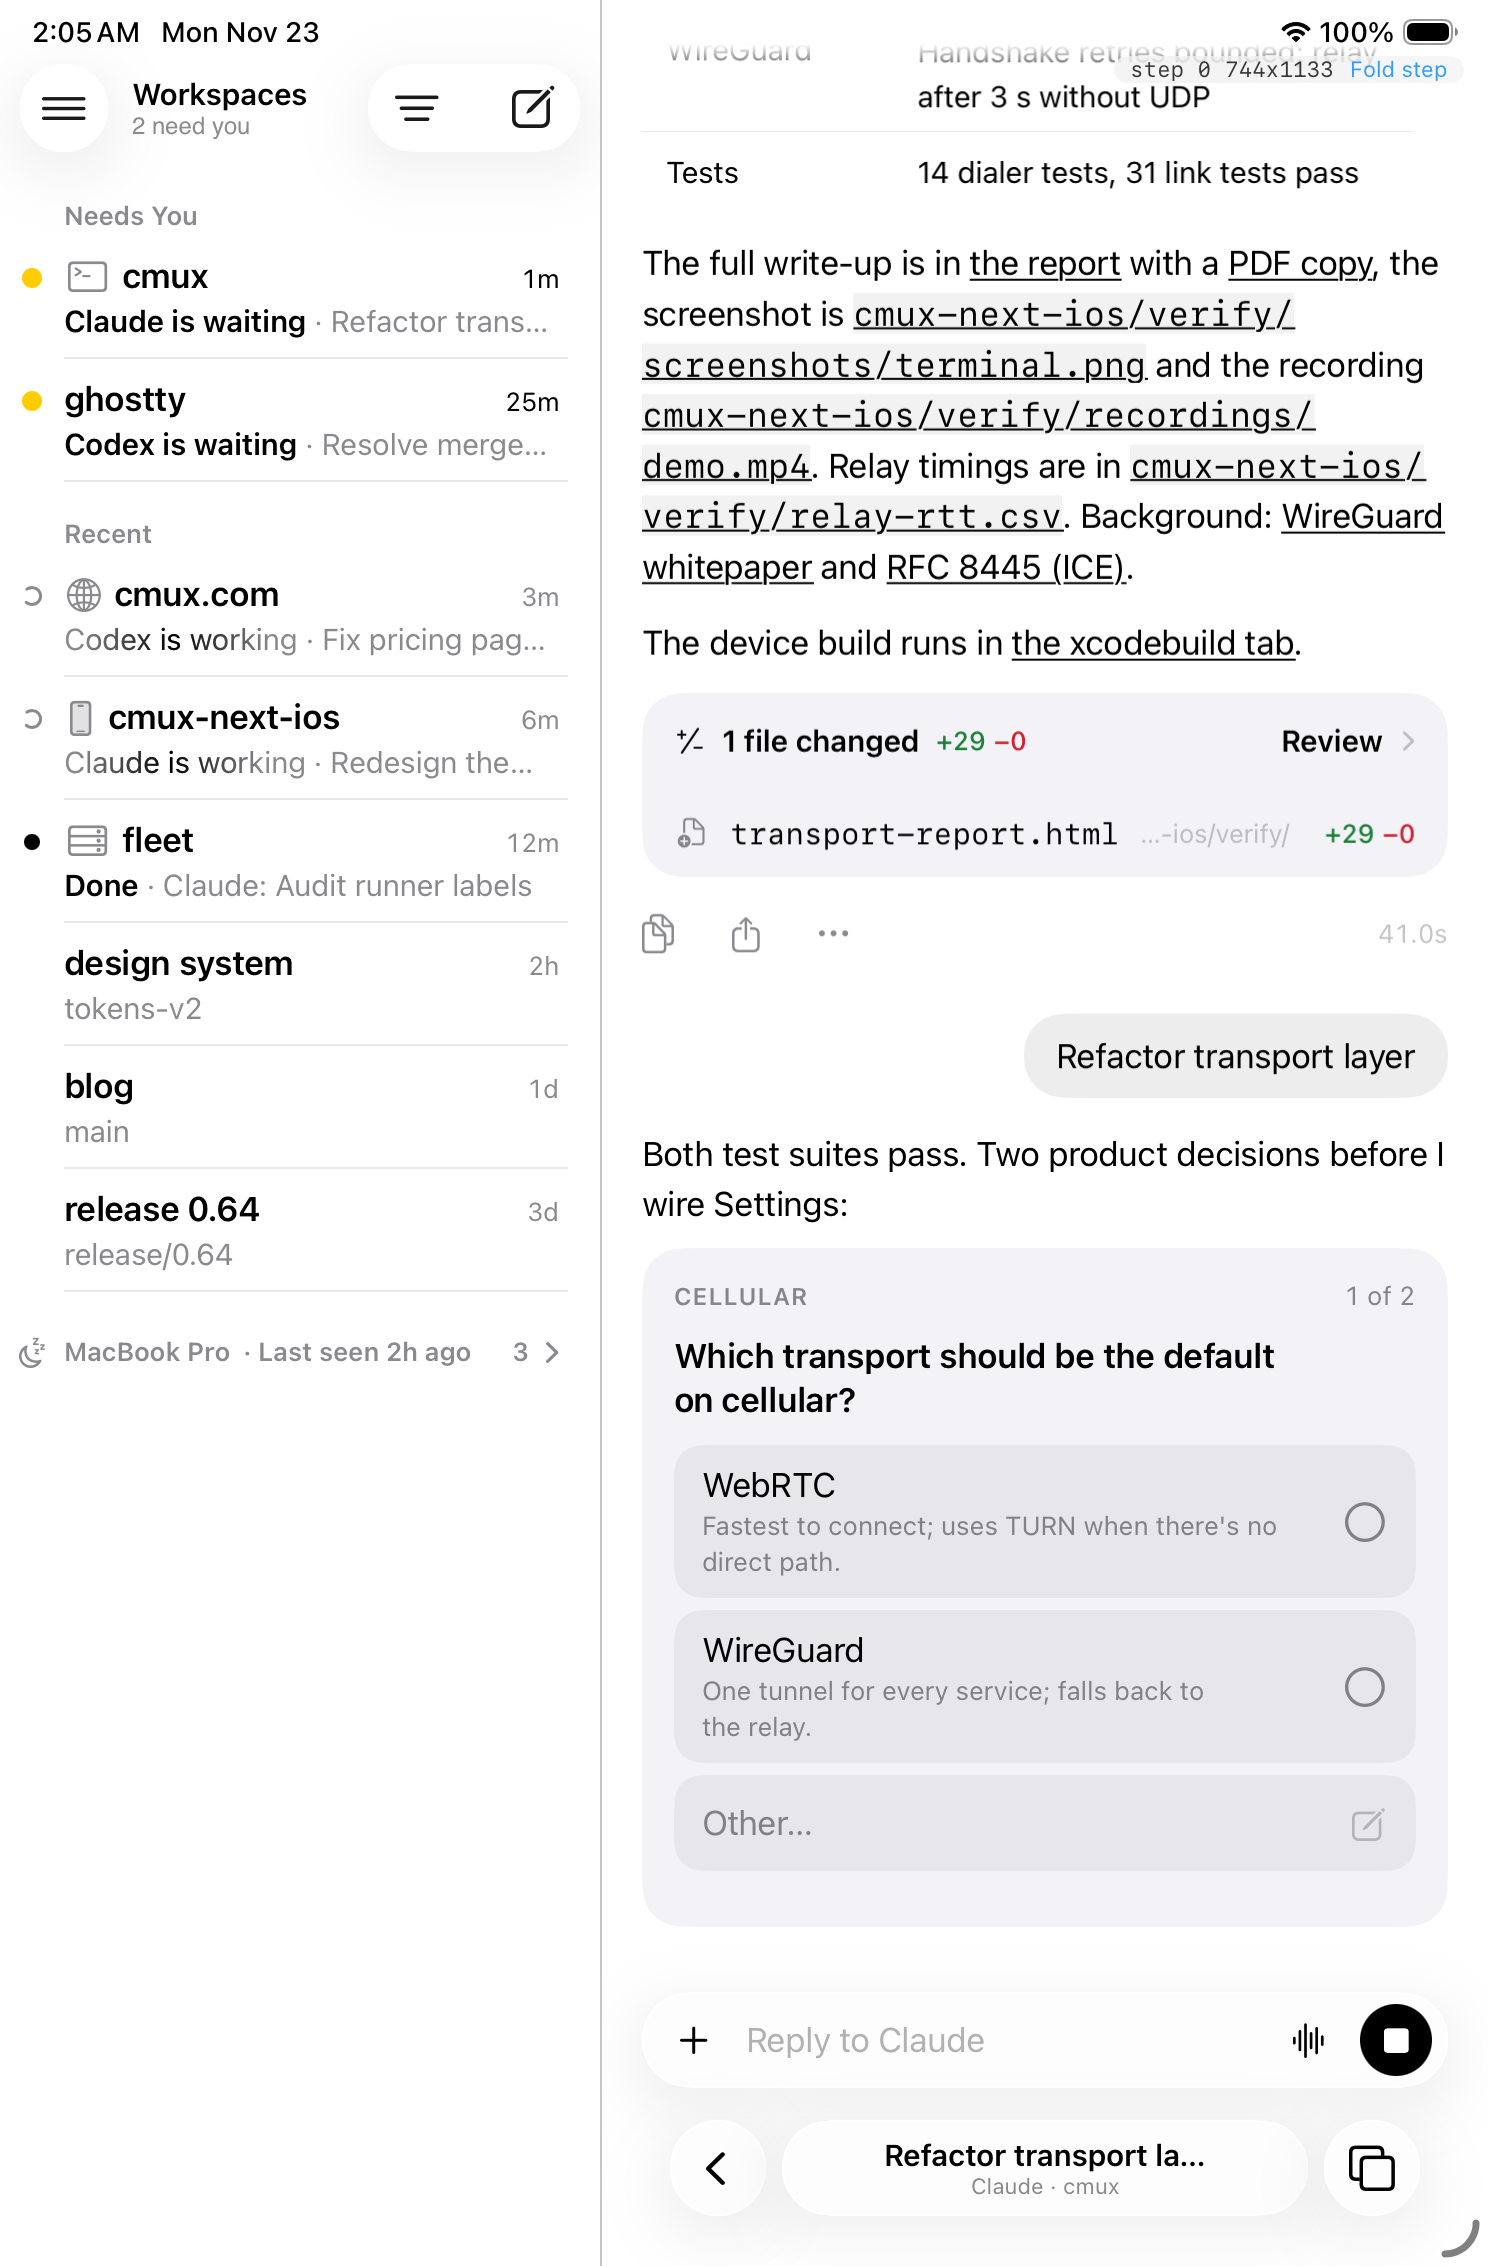 2:05 AM Mon Nov 23
100%
Workspaces
2 need you
Needs You
cmux 1m
Claude is waiting · Refactor trans...
ghostty 25m
Codex is waiting · Resolve merge...
Recent
cmux.com 3m
Codex is working · Fix pricing pag...
cmux-next-ios 6m
Claude is working · Redesign the...
fleet 12m
Done · Claude: Audit runner labels
design system 2h
tokens-v2
blog 1d
main
release 0.64 3d
release/0.64
MacBook Pro · Last seen 2h ago 3
WireGuard Handshake retries bounded; relay
step 0 744x1133 Fold step
after 3 s without UDP
Tests 14 dialer tests, 31 link tests pass
The full write-up is in the report with a PDF copy, the
screenshot is cmux-next-ios/verify/
screenshots/terminal.png and the recording
cmux-next-ios/verify/recordings/
demo.mp4. Relay timings are in cmux-next-ios/
verify/relay-rtt.csv. Background: WireGuard
whitepaper and RFC 8445 (ICE).
The device build runs in the xcodebuild tab.
1 file changed +29 −0 Review
transport-report.html ...-ios/verify/ +29 −0
41.0s
Refactor transport layer
Both test suites pass. Two product decisions before I
wire Settings:
CELLULAR 1 of 2
Which transport should be the default
on cellular?
WebRTC
Fastest to connect; uses TURN when there's no
direct path.
WireGuard
One tunnel for every service; falls back to
the relay.
Other...
Reply to Claude
Refactor transport la...
Claude · cmux